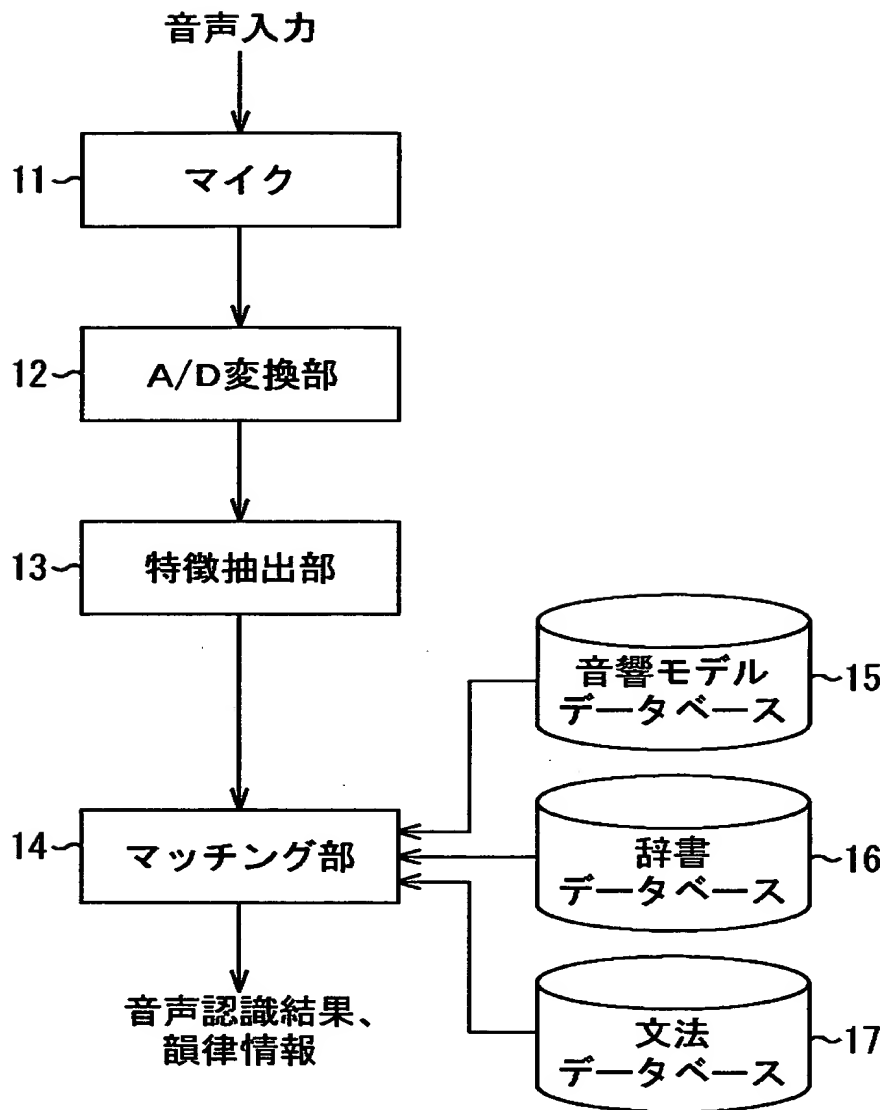 音声入力
11
マイク
12
A/D変換部
13
特徴抽出部
音響モデル
データベース
15
14
マッチング部
辞書
データベース
16
音声認識結果、
韻律情報
文法
データベース
17